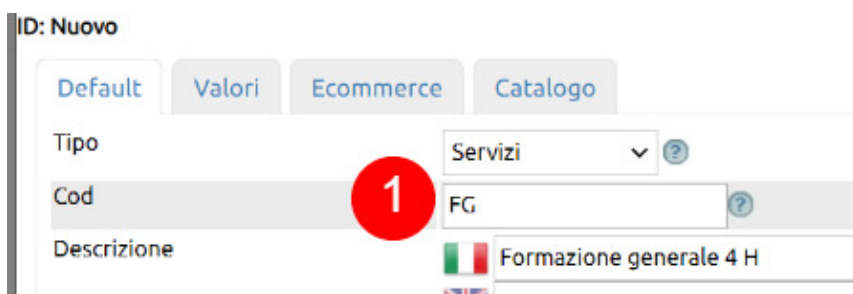 ID: Nuovo
Default Valori Ecommerce Catalogo
Tipo Servizi ?
Cod 1 FG ?
Descrizione Formazione generale 4 H